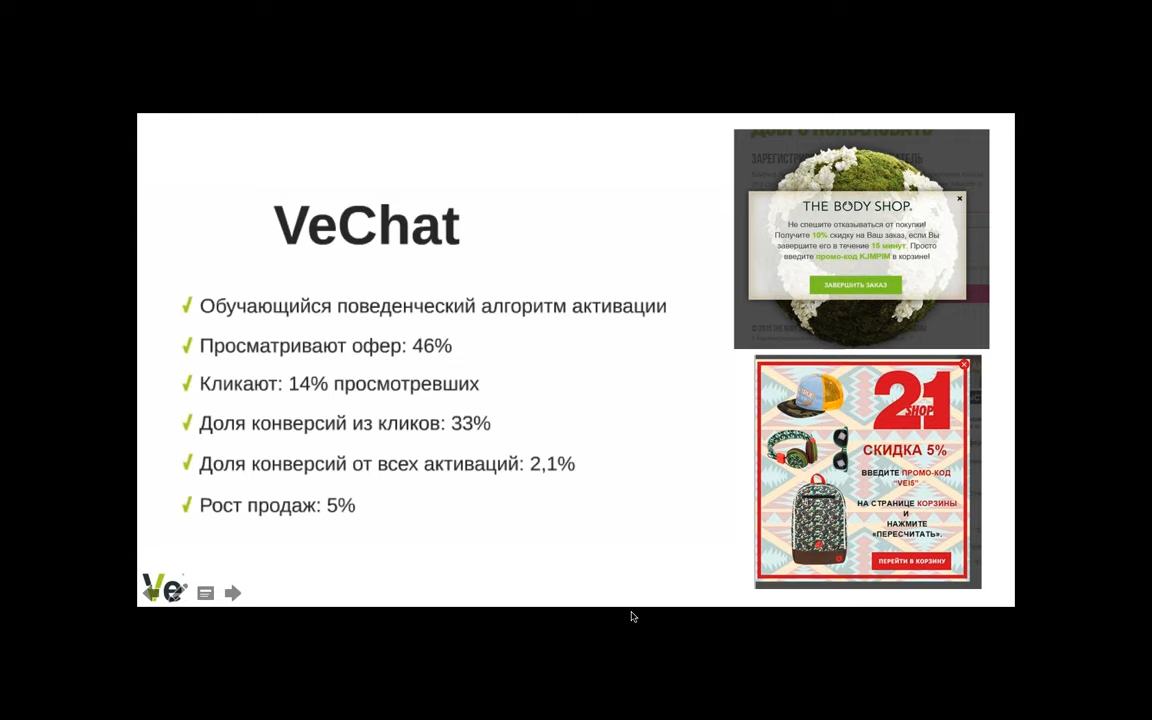 VeChat
Обучающийся поведенческий алгоритм активации
Просматривают офер: 46%
Кликают: 14% просмотревших
Доля конверсий из кликов: 33%
Доля конверсий от всех активаций: 2,1%
Рост продаж: 5%
Ve
ДОБРО ПОЖАЛОВАТЬ
THE BODY SHOP.
Не спешите отказываться от покупки!
Получите 10% скидку на Ваш заказ, если Вы
завершите его в течение 15 минут. Просто
введите промо-код KJMPIM в корзине!
ЗАВЕРШИТЬ ЗАКАЗ
21
SHOP
СКИДКА 5%
ВВЕДИТЕ ПРОМО-КОД
"VEI5"
НА СТРАНИЦЕ КОРЗИНЫ
И
НАЖМИТЕ
«ПЕРЕСЧИТАТЬ».
ПЕРЕЙТИ В КОРЗИНУ